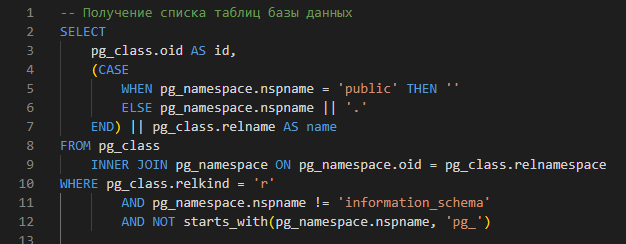 1 -- Получение списка таблиц базы данных
2 SELECT
3 pg_class.oid AS id,
4 (CASE
5 WHEN pg_namespace.nspname = 'public' THEN ''
6 ELSE pg_namespace.nspname || '.'
7 END) || pg_class.relname AS name
8 FROM pg_class
9 INNER JOIN pg_namespace ON pg_namespace.oid = pg_class.relnamespace
10 WHERE pg_class.relkind = 'r'
11 AND pg_namespace.nspname != 'information_schema'
12 AND NOT starts_with(pg_namespace.nspname, 'pg_')
13